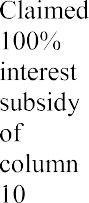 Claimed
100%
interest
subsidy
of
column
10